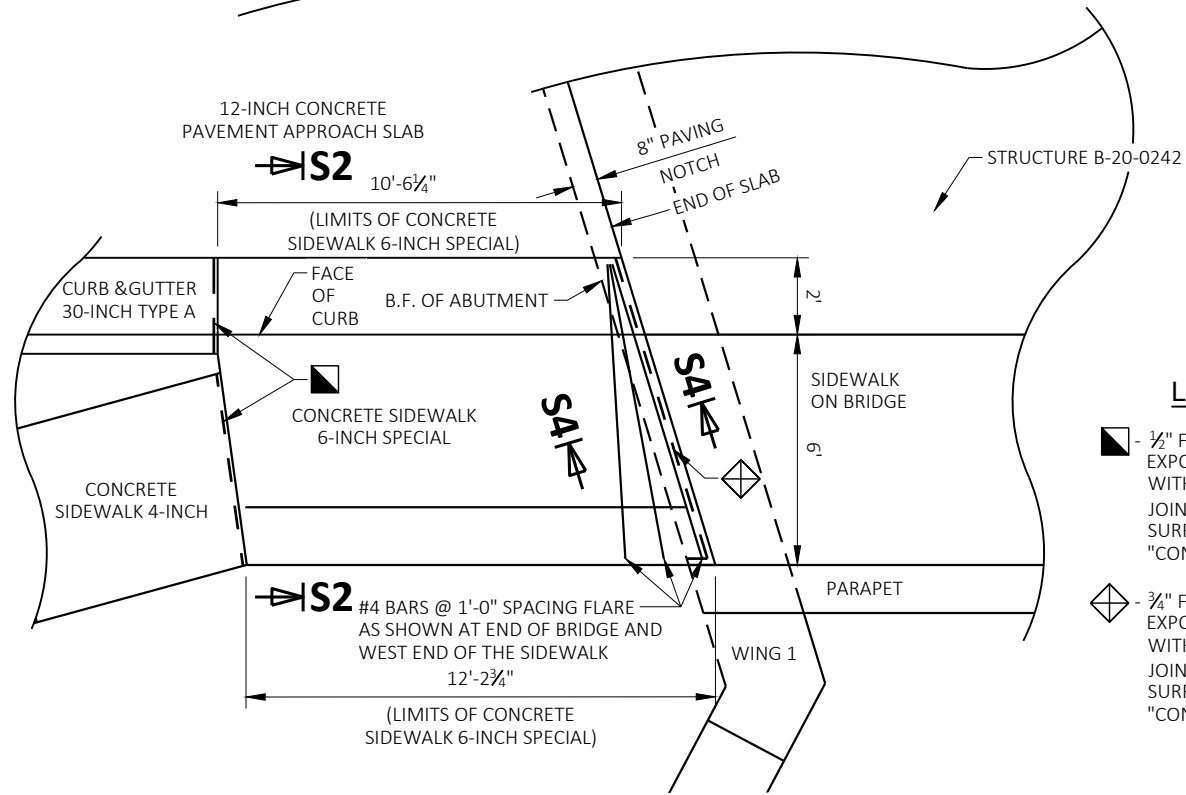 12-INCH CONCRETE
PAVEMENT APPROACH SLAB
S2
10'-6¼"
(LIMITS OF CONCRETE
SIDEWALK 6-INCH SPECIAL)
8" PAVING
NOTCH
END OF SLAB
STRUCTURE B-20-0242
CURB &GUTTER
30-INCH TYPE A
FACE
OF
CURB
B.F. OF ABUTMENT
2'
CONCRETE SIDEWALK
6-INCH SPECIAL
S4
S4
SIDEWALK
ON BRIDGE
6'
CONCRETE
SIDEWALK 4-INCH
S2
#4 BARS @ 1'-0" SPACING FLARE
AS SHOWN AT END OF BRIDGE AND
WEST END OF THE SIDEWALK
12'-2¾"
(LIMITS OF CONCRETE
SIDEWALK 6-INCH SPECIAL)
PARAPET
WING 1
L
- ½" F
EXPO
WITH
JOIN
SURF
"CON
- ¾" F
EXPO
WITH
JOIN
SURF
"CON